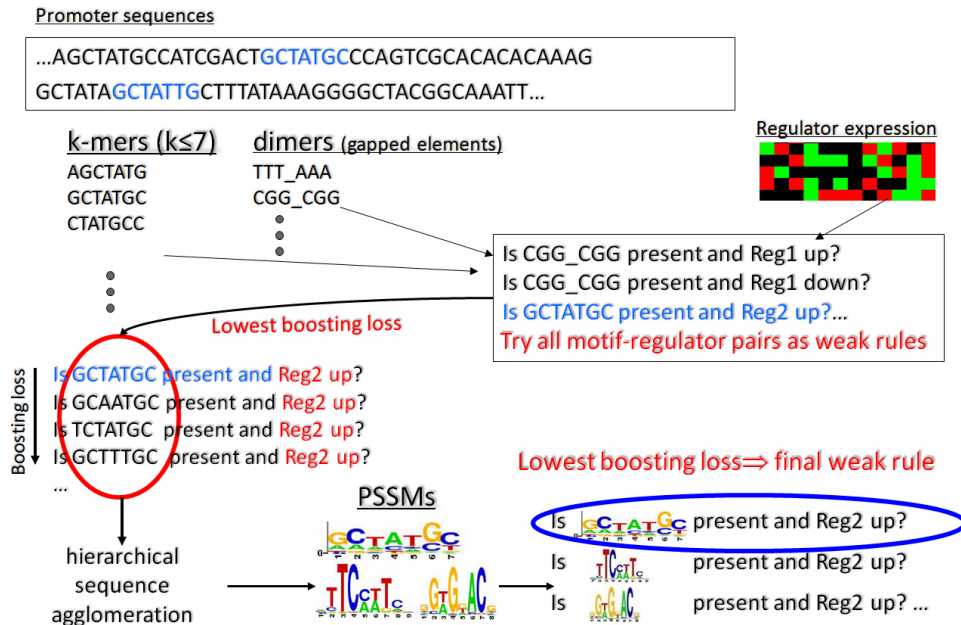 Promoter sequences
...AGCTATGCCATCGACTGCTATGCCCAGTCGCACACACAAAG
GCTATAGCTATTGCTTTATAAAGGGGCTACGGCAAATT...
k-mers (k≤7)
dimers (gapped elements)
Regulator expression
AGCTATG
GCTATGC
CTATGCC
TTT_AAA
CGG_CGG
Is CGG_CGG present and Reg1 up?
Is CGG_CGG present and Reg1 down?
Is GCTATGC present and Reg2 up?...
Try all motif-regulator pairs as weak rules
Lowest boosting loss
Boosting loss
Is GCTATGC present and Reg2 up?
Is GCAATGC present and Reg2 up?
Is TCTATGC present and Reg2 up?
Is GCTTTGC present and Reg2 up?
...
hierarchical
sequence
agglomeration
PSSMs
Lowest boosting loss⇒ final weak rule
Is present and Reg2 up?
Is present and Reg2 up?
Is present and Reg2 up? ...